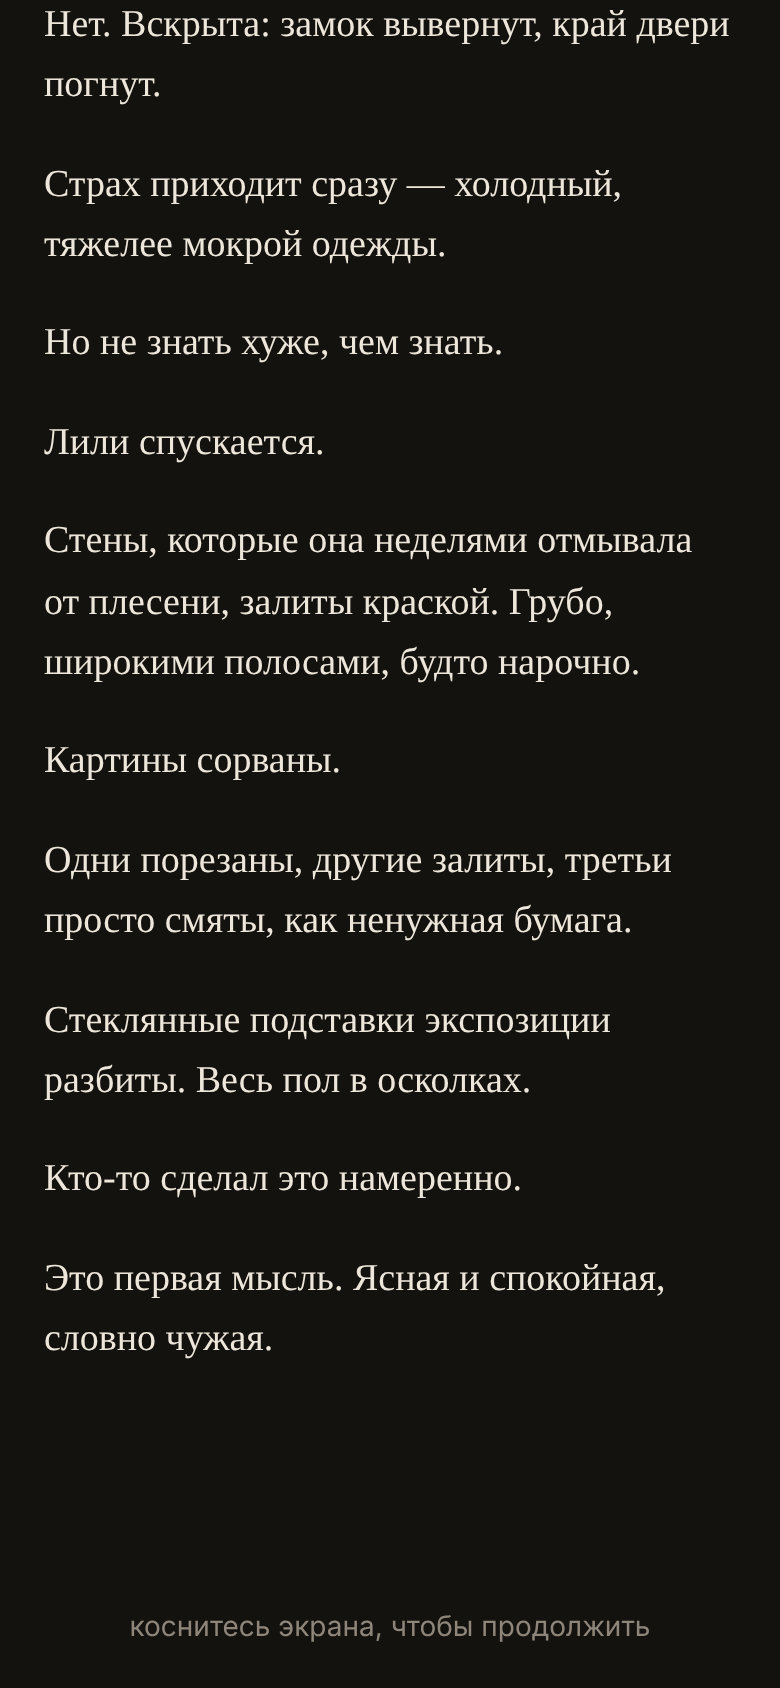 Нет. Вскрыта: замок вывернут, край двери
погнут.
Страх приходит сразу — холодный,
тяжелее мокрой одежды.
Но не знать хуже, чем знать.
Лили спускается.
Стены, которые она неделями отмывала
от плесени, залиты краской. Грубо,
широкими полосами, будто нарочно.
Картины сорваны.
Одни порезаны, другие залиты, третьи
просто смяты, как ненужная бумага.
Стеклянные подставки экспозиции
разбиты. Весь пол в осколках.
Кто-то сделал это намеренно.
Это первая мысль. Ясная и спокойная,
словно чужая.
коснитесь экрана, чтобы продолжить